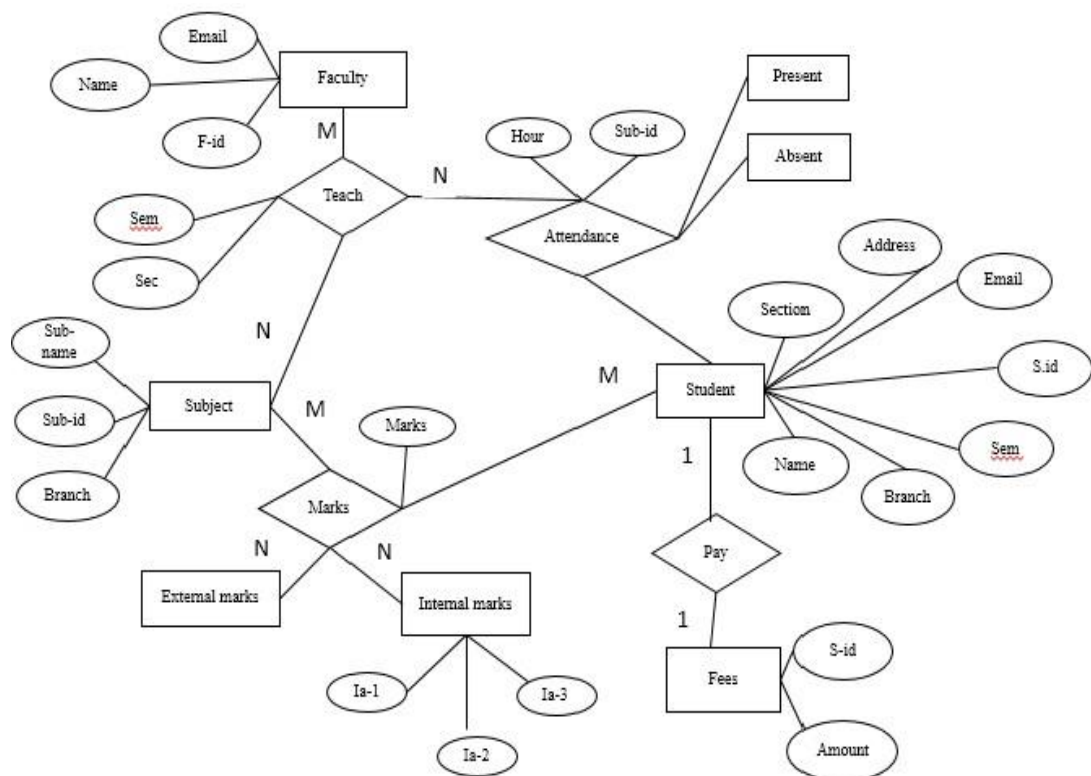 Email
Faculty
Present
Name
M
Hour
Sub-id
F-id
Absent
N
Teach
Sem
Attendance
Address
Email
Sec
Section
Sub-
name
N
M
Student
S.id
Subject
M
Marks
Sub-id
1
Sem
Name
Branch
Marks
Branch
N
N
Pay
External marks
Internal marks
1
S-id
Fees
Ia-1
Ia-3
Ia-2
Amount